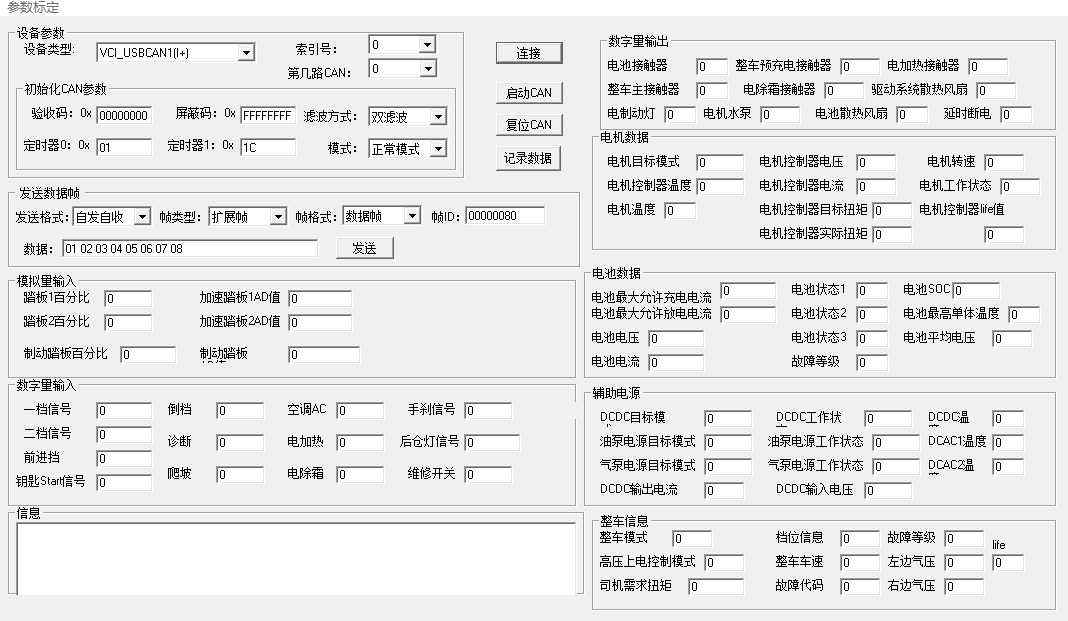 参数标定
设备参数
设备类型:
VCI_USBCAN1(I+)
索引号:
0
第几路CAN:
0
初始化CAN参数
验收码: 0x 00000000
屏蔽码: 0x FFFFFFFF
滤波方式: 双滤波
定时器0: 0x 01
定时器1: 0x 1C
模式: 正常模式
连接
启动CAN
复位CAN
记录数据
发送数据帧
发送格式: 自发自收 帧类型: 扩展帧 帧格式: 数据帧 帧ID: 00000080
数据: 01 02 03 04 05 06 07 08 发送
模拟量输入
踏板1百分比 0 加速踏板1AD值 0
踏板2百分比 0 加速踏板2AD值 0
制动踏板百分比 0 制动踏板 0
数字量输入
一档信号 0 倒档 0 空调AC 0 手刹信号 0
二档信号 0 诊断 0 电加热 0 后仓灯信号 0
前进挡 0
钥匙Start信号 0 爬坡 0 电除霜 0 维修开关 0
信息
数字量输出
电池接触器 0 整车预充电接触器 0 电加热接触器 0
整车主接触器 0 电除霜接触器 0 驱动系统散热风扇 0
电制动灯 0 电机水泵 0 电池散热风扇 0 延时断电 0
电机数据
电机目标模式 0 电机控制器电压 0 电机转速 0
电机控制器温度 0 电机控制器电流 0 电机工作状态 0
电机温度 0 电机控制器目标扭矩 0 电机控制器life值
电机控制器实际扭矩 0 0
电池数据
电池最大允许充电电流 0 电池状态1 0 电池SOC 0
电池最大允许放电电流 0 电池状态2 0 电池最高单体温度 0
电池电压 0 电池状态3 0 电池平均电压 0
电池电流 0 故障等级 0
辅助电源
DCDC目标模 0 DCDC工作状 0 DCDC温 0
油泵电源目标模式 0 油泵电源工作状态 0 DCAC1温度 0
气泵电源目标模式 0 气泵电源工作状态 0 DCAC2温 0
DCDC输出电流 0 DCDC输入电压 0
整车信息
整车模式 0 档位信息 0 故障等级 0 life
高压上电控制模式 0 整车车速 0 左边气压 0 0
司机需求扭矩 0 故障代码 0 右边气压 0